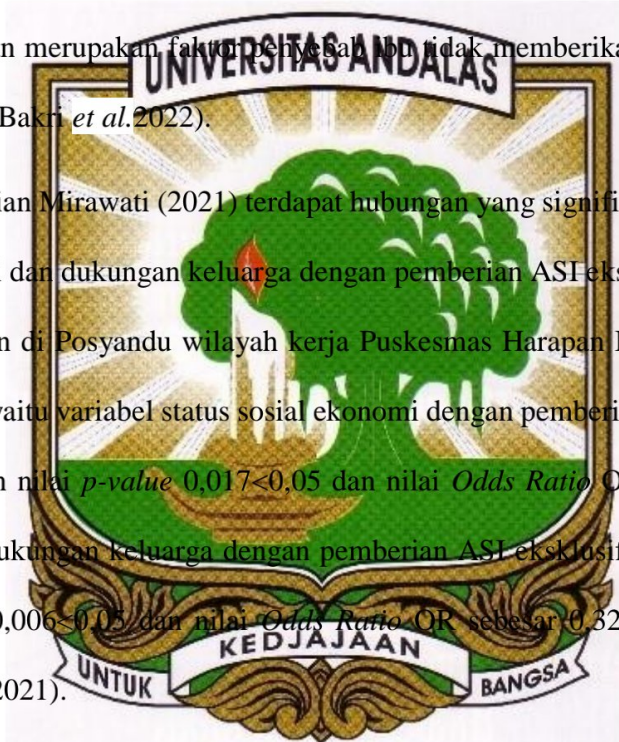 n merupakan faktor penyebab ibu tidak memberika
UNIVERSITAS ANDALAS
Bakri et al.2022).
ian Mirawati (2021) terdapat hubungan yang signifi
dan dukungan keluarga dengan pemberian ASI eks
n di Posyandu wilayah kerja Puskesmas Harapan
aitu variabel status sosial ekonomi dengan pemberi
n nilai p-value 0,017<0,05 dan nilai Odds Ratio O
ukungan keluarga dengan pemberian ASI eksklusif
0,006<0,05 dan nilai Odds Ratio OR sebesar 0,32
KEDJAJAAN
UNTUK BANGSA
2021).